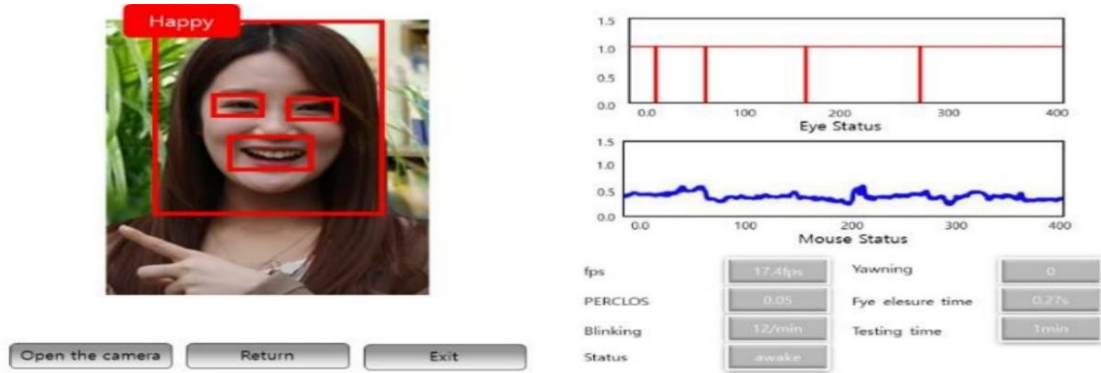 Happy
Open the camera
Return
Exit
1.5
1.0
0.5
0.0
0.0 100 200 300 400
Eye Status
1.5
1.0
0.5
0.0
0.0 100 200 300 400
Mouse Status
fps 17.4fps Yawning 0
PERCLOS 0.05 Fye elesure time 0.27s
Blinking 12/min Testing time 1min
Status awake